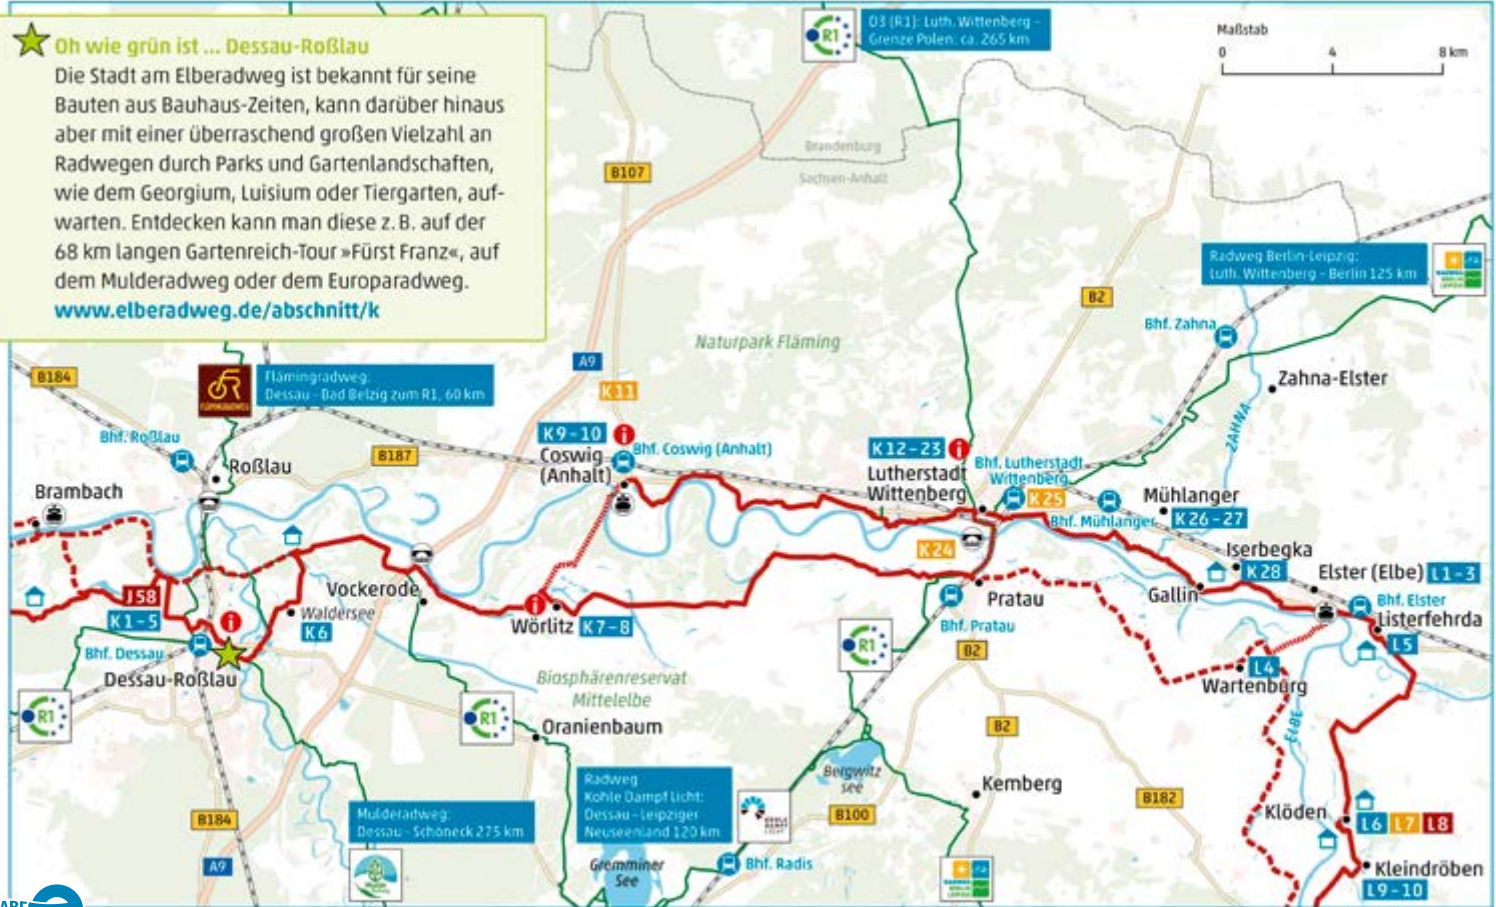 Oh wie grün ist ... Dessau-Roßlau
Die Stadt am Elberadweg ist bekannt für seine
Bauten aus Bauhaus-Zeiten, kann darüber hinaus
aber mit einer überraschend großen Vielzahl an
Radwegen durch Parks und Gartenlandschaften,
wie dem Georgium, Luisium oder Tiergarten, auf-
warten. Entdecken kann man diese z. B. auf der
68 km langen Gartenreich-Tour »Fürst Franz«, auf
dem Mulderadweg oder dem Europaradweg.
www.elberadweg.de/abschnitt/k
R1
D3 (R1): Luth. Wittenberg –
Grenze Polen: ca. 265 km
Maßstab
0 4 8 km
Brandenburg
Sachsen-Anhalt
B107
Radweg Berlin-Leipzig:
Luth. Wittenberg - Berlin 125 km
B2
Bhf. Zahna
Naturpark Fläming
A9
K11
B184
Flämingradweg:
Dessau - Bad Belzig zum R1, 60 km
Zahna-Elster
ZAHNA
Bhf. Roßlau
Roßlau
B187
K9-10
Bhf. Coswig (Anhalt)
Coswig
(Anhalt)
K12-23
Lutherstadt
Wittenberg
Bhf. Lutherstadt
Wittenberg
K25
Bhf. Mühlanger
Mühlanger
K26-27
Brambach
K24
Iserbegka
K28
Elster (Elbe)
L1-3
Bhf. Elster
Listerfehrda
L5
Gallin
J58
K1-5
Vockerode
Waldersee
K6
Wörlitz
K7-8
Pratau
Bhf. Pratau
R1
B2
L4
Wartenburg
Bhf. Dessau
Dessau-Roßlau
R1
R1
Biosphärenreservat
Mittelelbe
Oranienbaum
ELBE
B2
Bergwitz
see
Kemberg
B182
B100
Radweg
Kohle Dampf Licht:
Dessau – Leipziger
Neuseenland 120 km
Mulderadweg:
Dessau - Schöneck 275 km
B184
A9
Gremminer
See
Bhf. Radis
Klöden
L6
L7
L8
Kleindröben
L9-10